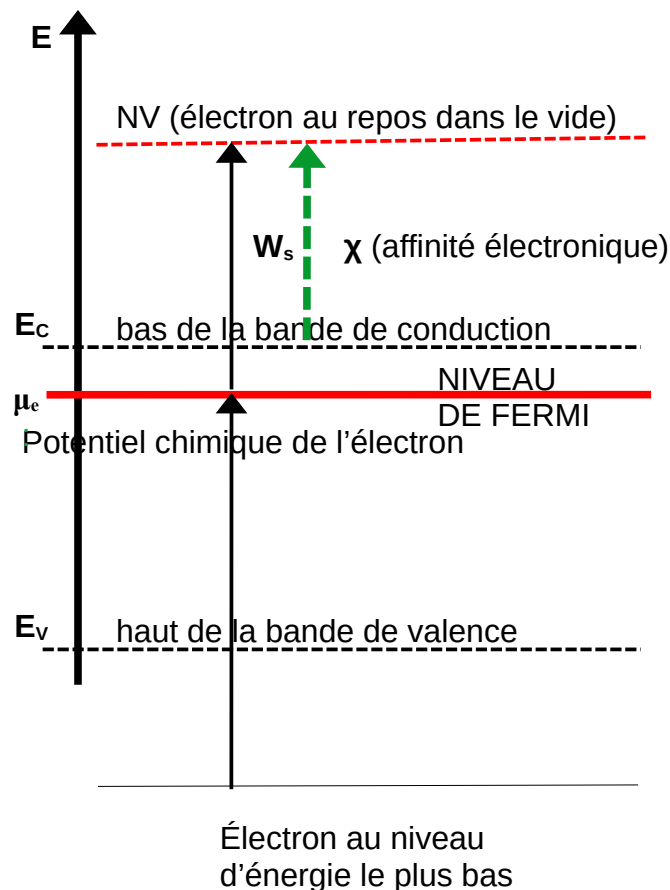 E
NV (électron au repos dans le vide)
Ws χ (affinité électronique)
EC bas de la bande de conduction
NIVEAU
μe
DE FERMI
Potentiel chimique de l’électron
EV haut de la bande de valence
Électron au niveau
d’énergie le plus bas